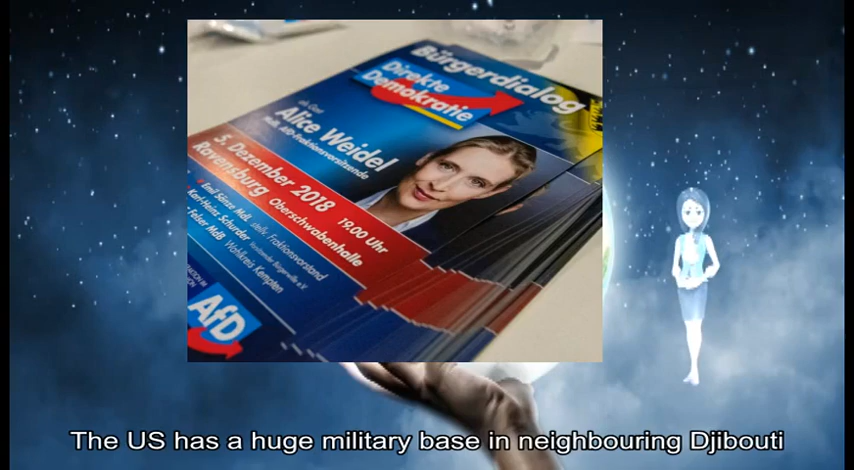 Bürgerdialog
Direkte
Demokratie
als Gast
Alice Weidel
MdB, AfD-Fraktionsvorsitzende
5. Dezember 2018 19.00 Uhr
Ravensburg Oberschwabenhalle
Emil Sänze MdL stellv. Fraktionsvorstand
Karl-Heinz Schurder
Felser MdB Wahlkreis Kempten
AfD
The US has a huge military base in neighbouring Djibouti